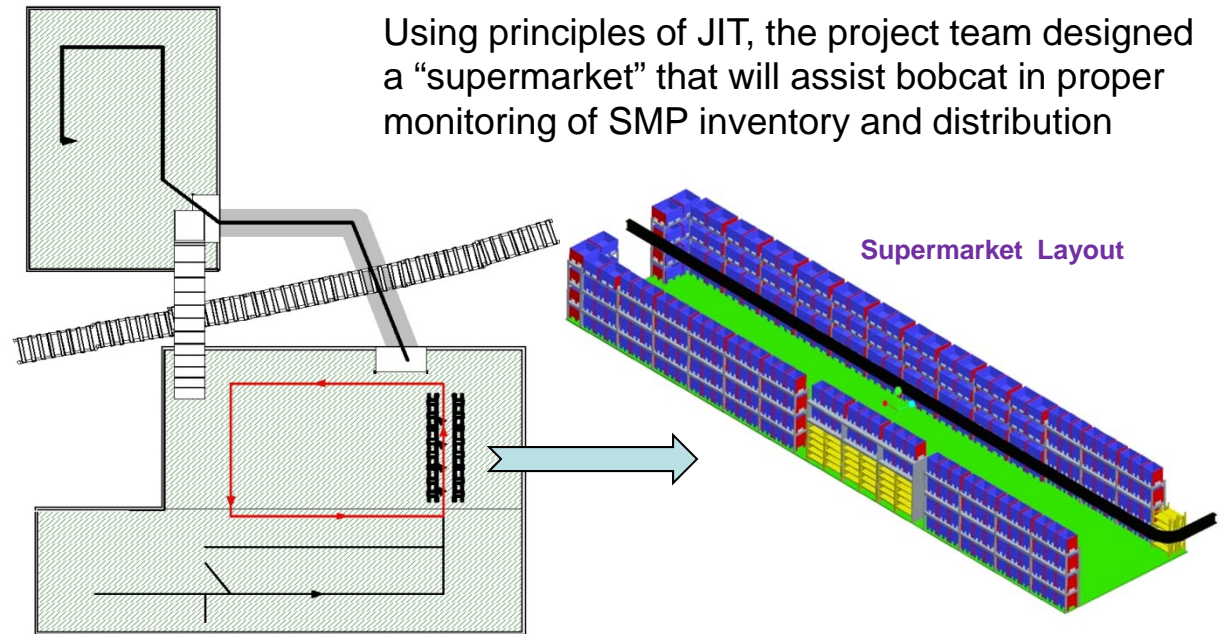 Using principles of JIT, the project team designed
a “supermarket” that will assist bobcat in proper
monitoring of SMP inventory and distribution
Supermarket Layout